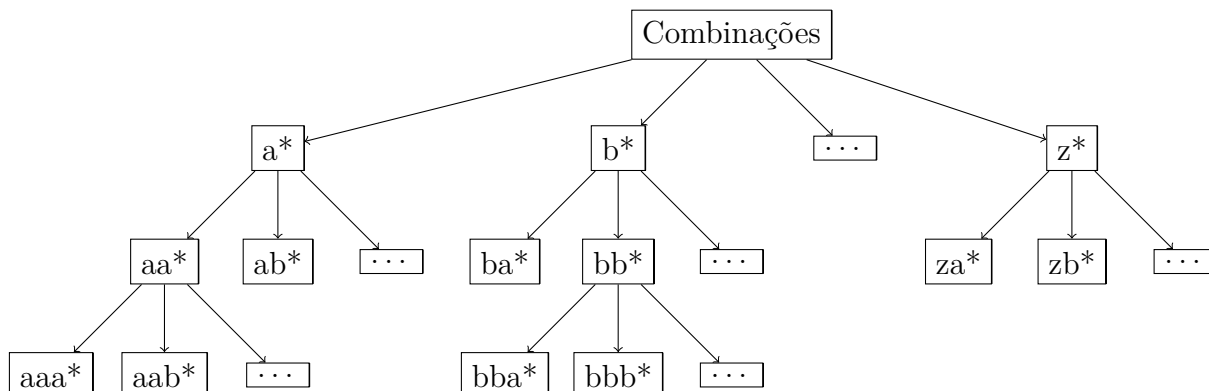 Combinações
a* b* ··· z*
aa* ab* ··· ba* bb* ··· za* zb* ···
aaa* aab* ··· bba* bbb* ···